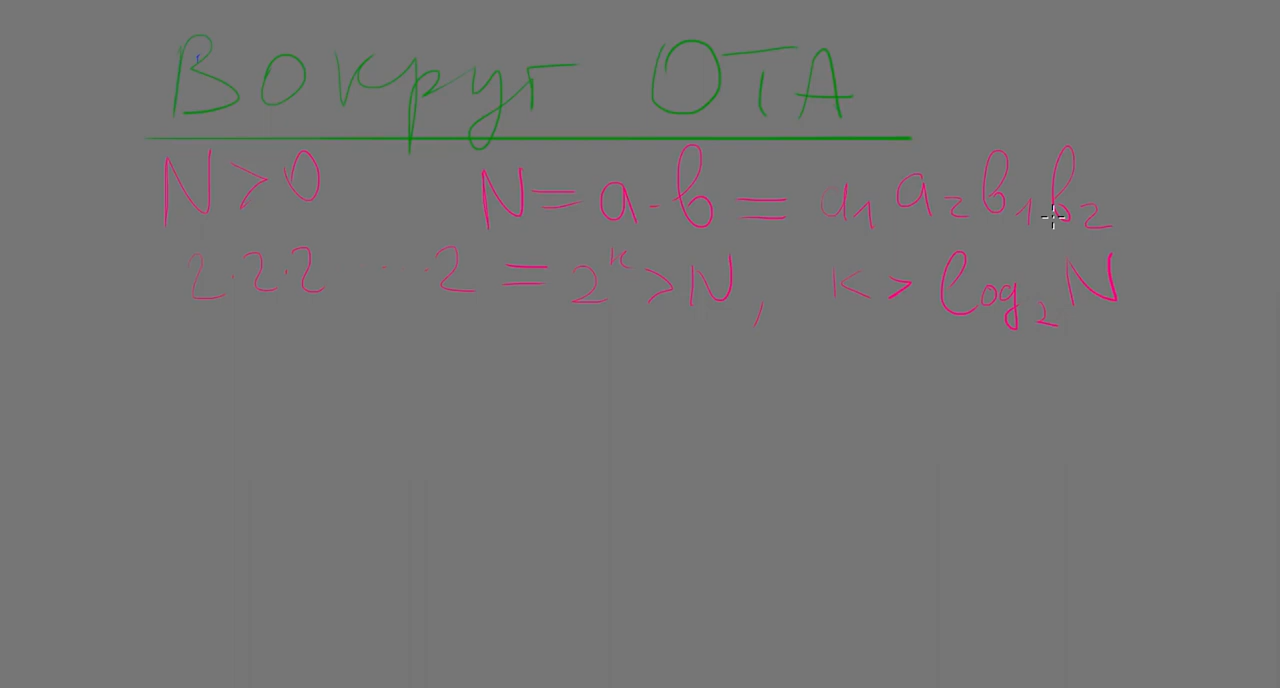 Вокруг ОТА
N > 0 N = a · b = a₁ a₂ b₁ b₂
2 · 2 · 2 · · 2 = 2ᵏ > N, k > log₂ N